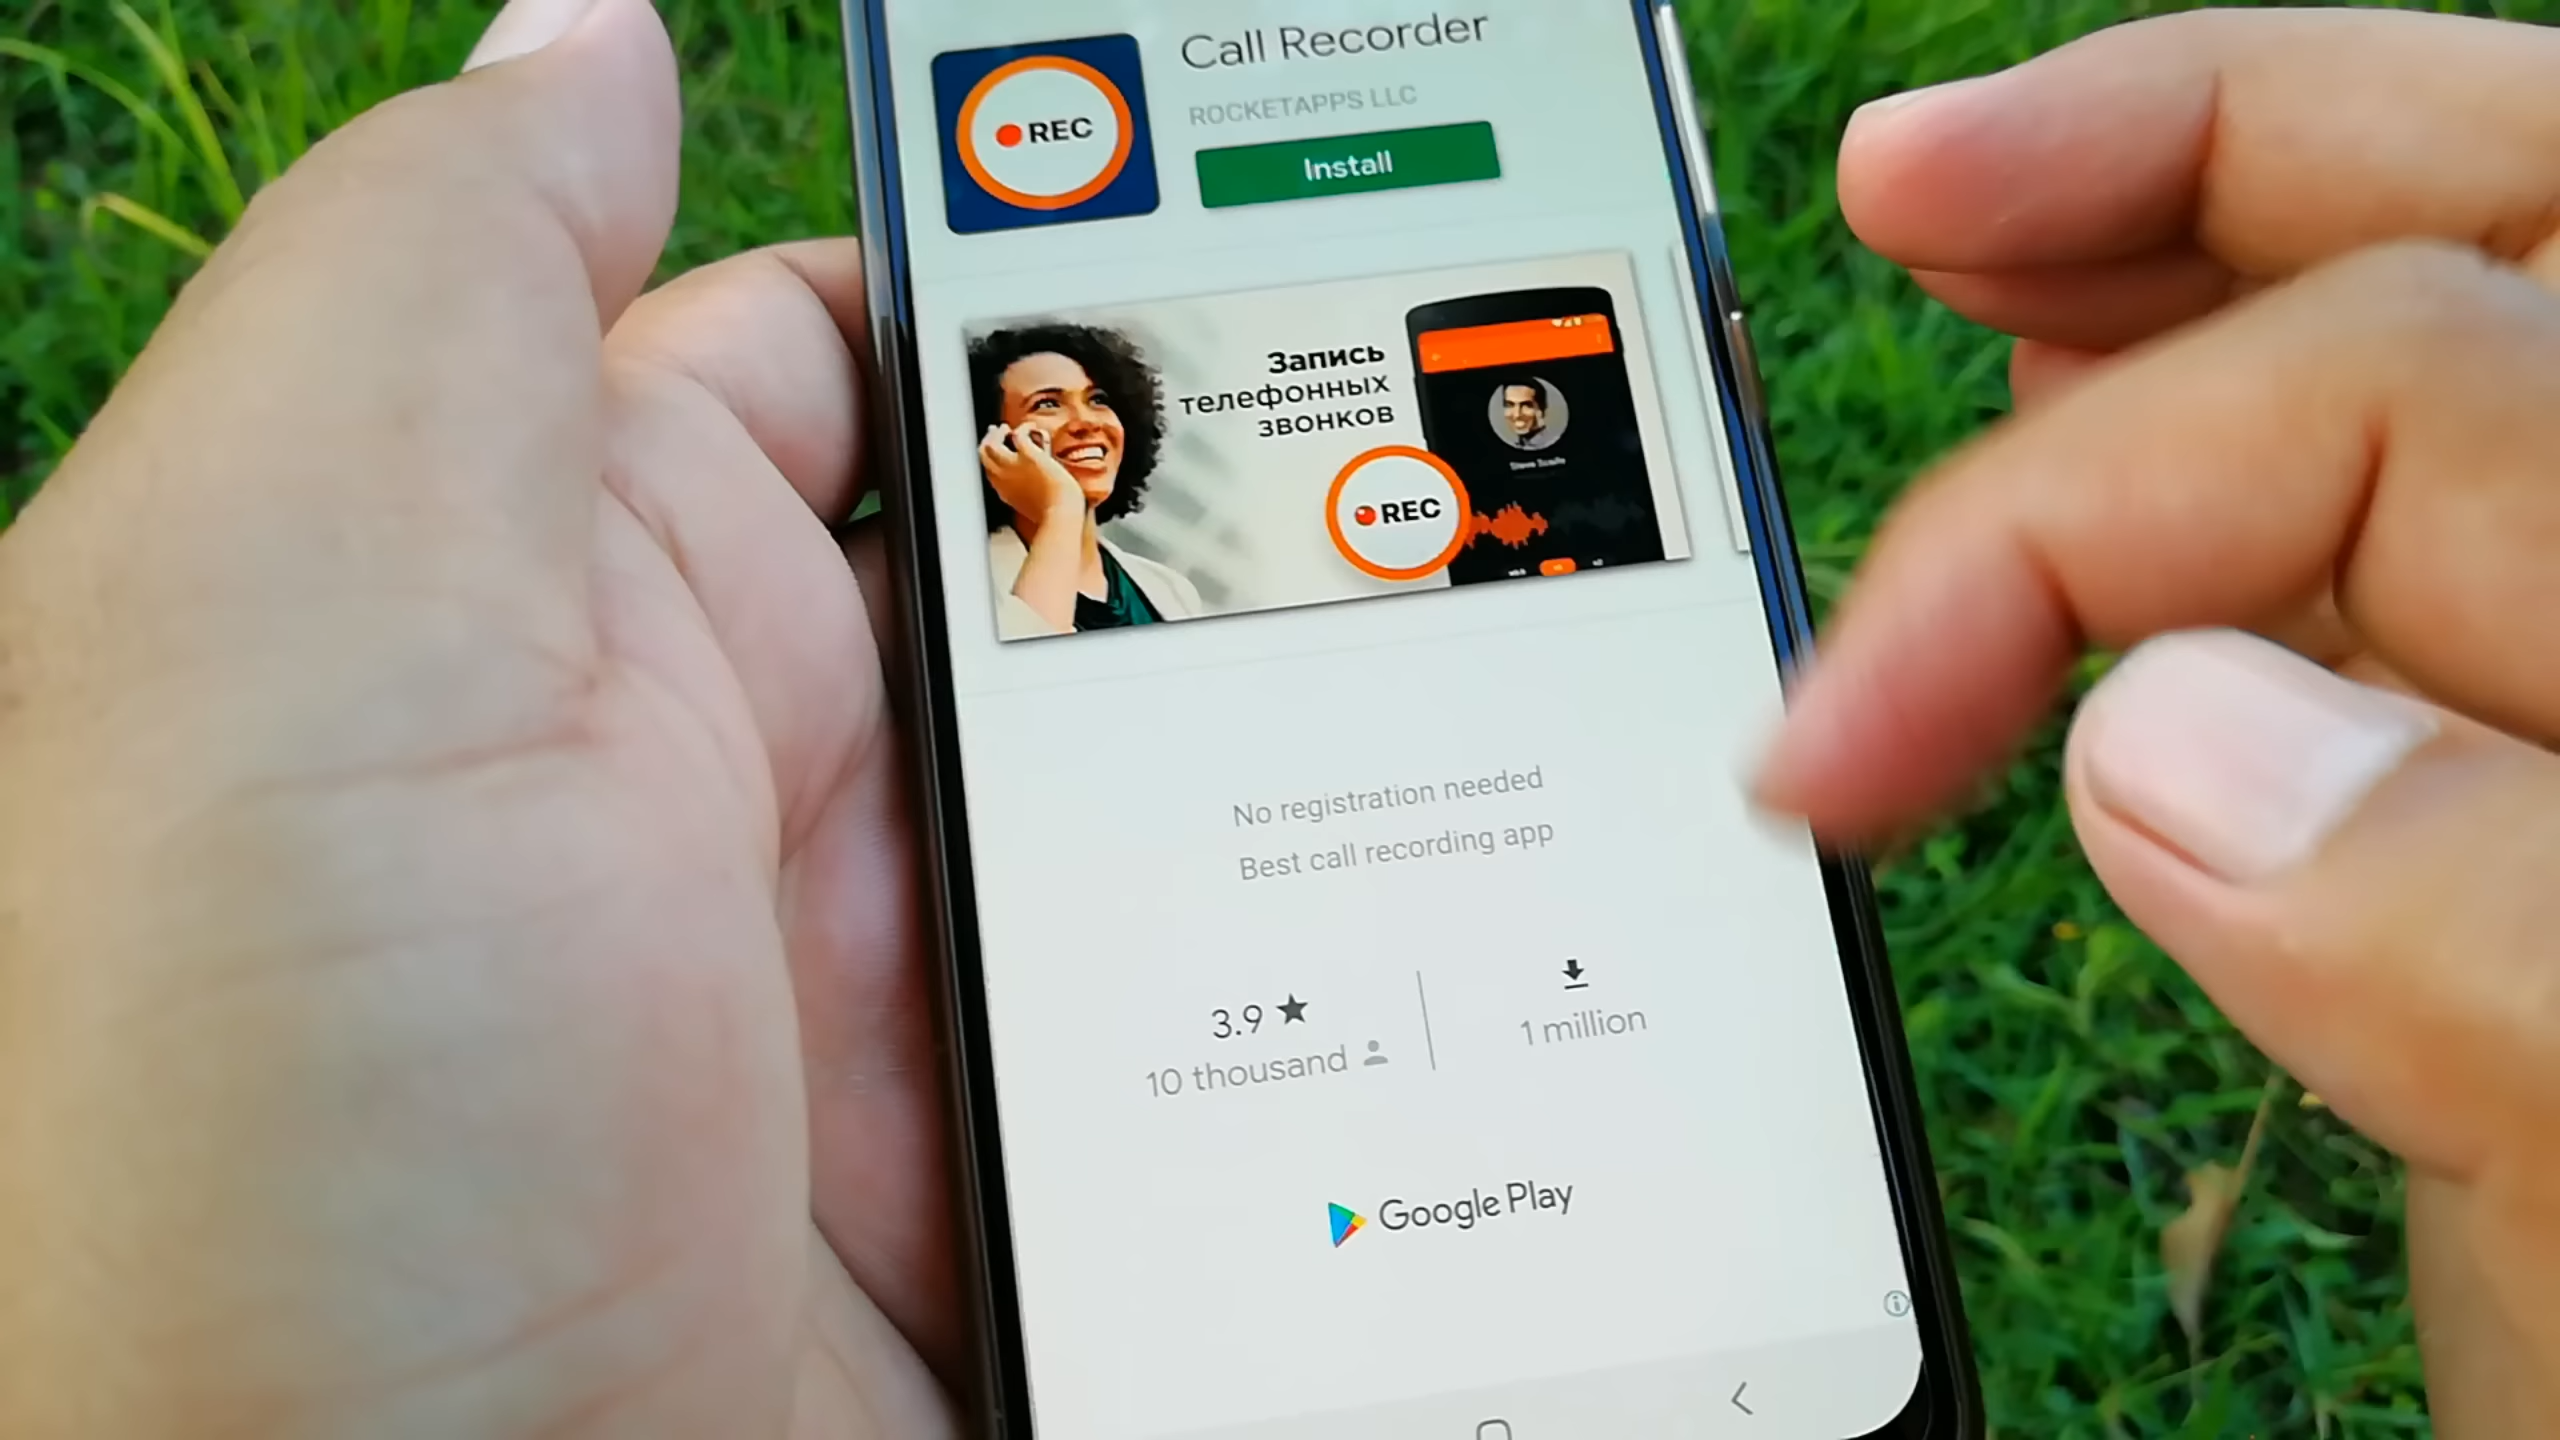 Call Recorder
ROCKETAPPS LLC
REC
Install
Запись
телефонных
звонков
REC
No registration needed
Best call recording app
3.9
10 thousand
1 million
Google Play